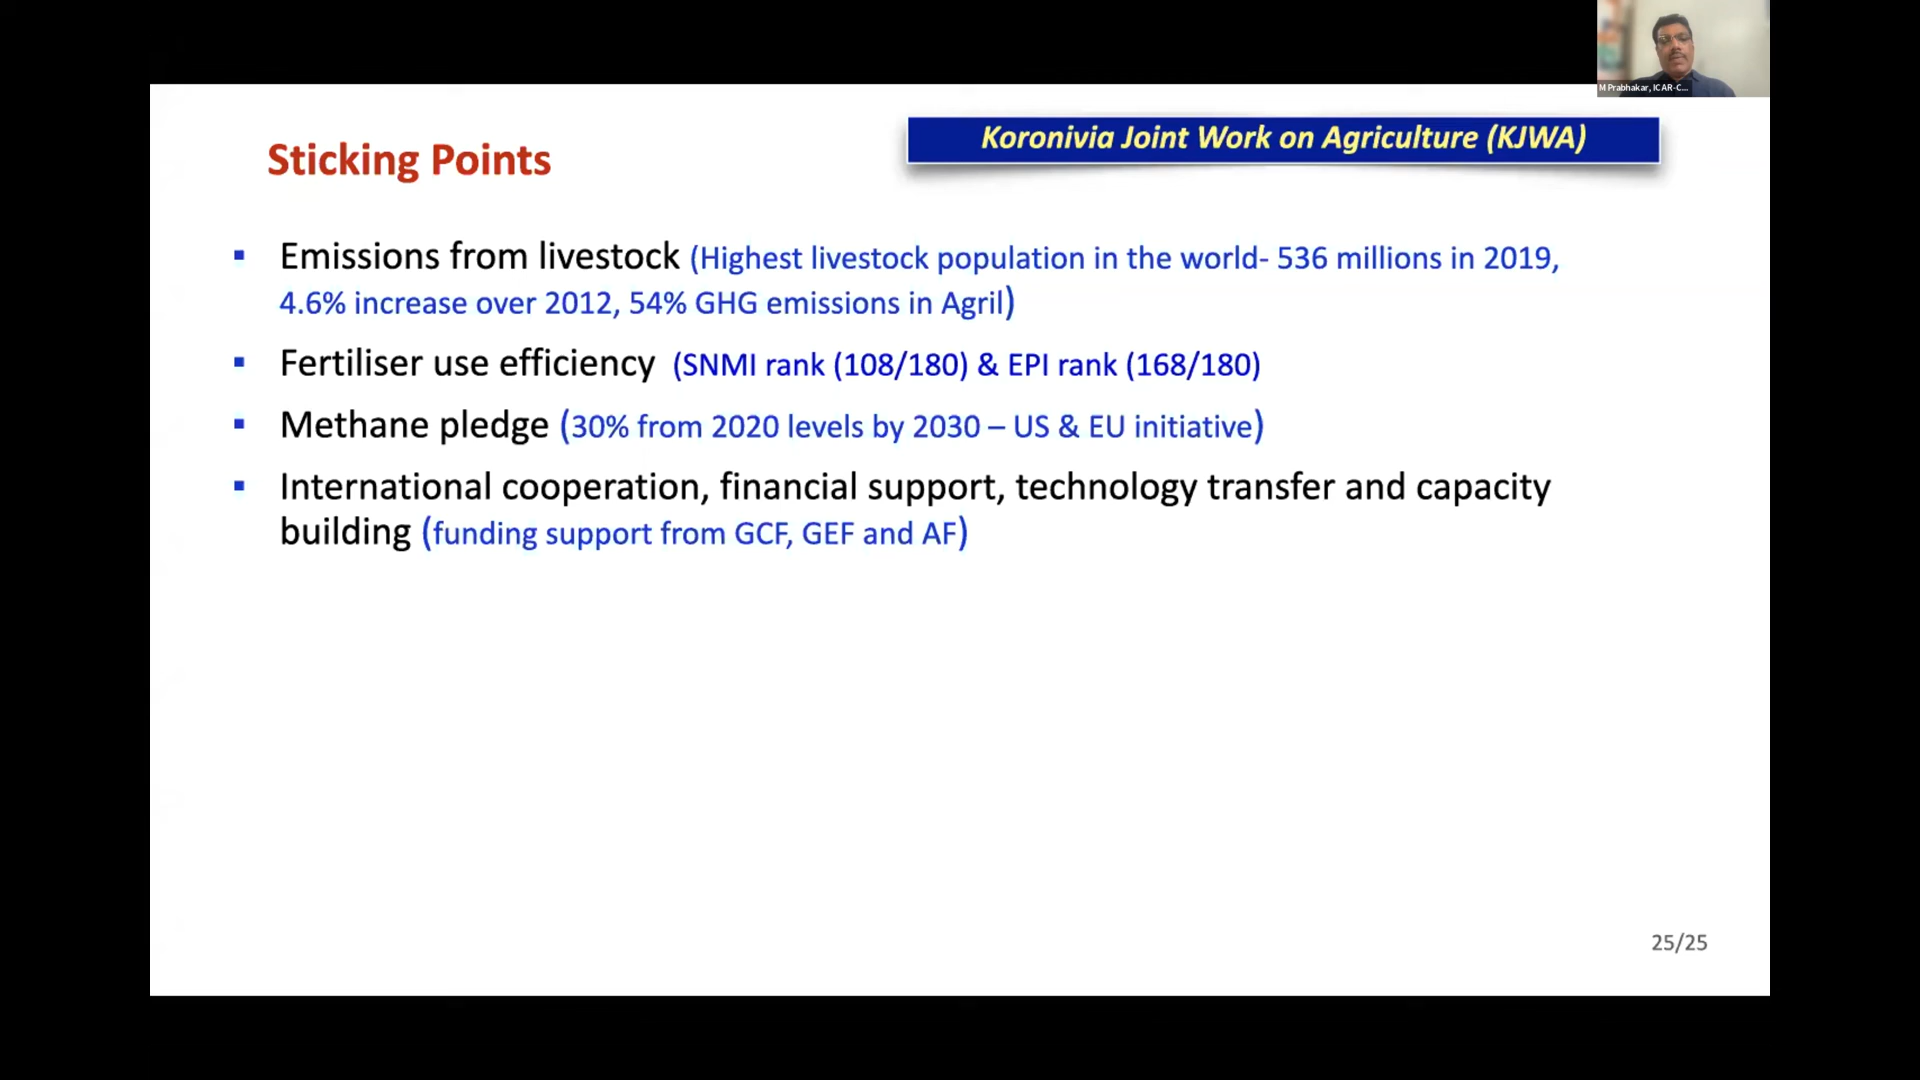 M Prabhakar, ICAR-C...
Koronivia Joint Work on Agriculture (KJWA)
Sticking Points
▪ Emissions from livestock (Highest livestock population in the world- 536 millions in 2019,
4.6% increase over 2012, 54% GHG emissions in Agril)
▪ Fertiliser use efficiency (SNMI rank (108/180) & EPI rank (168/180)
▪ Methane pledge (30% from 2020 levels by 2030 – US & EU initiative)
▪ International cooperation, financial support, technology transfer and capacity
building (funding support from GCF, GEF and AF)
25/25